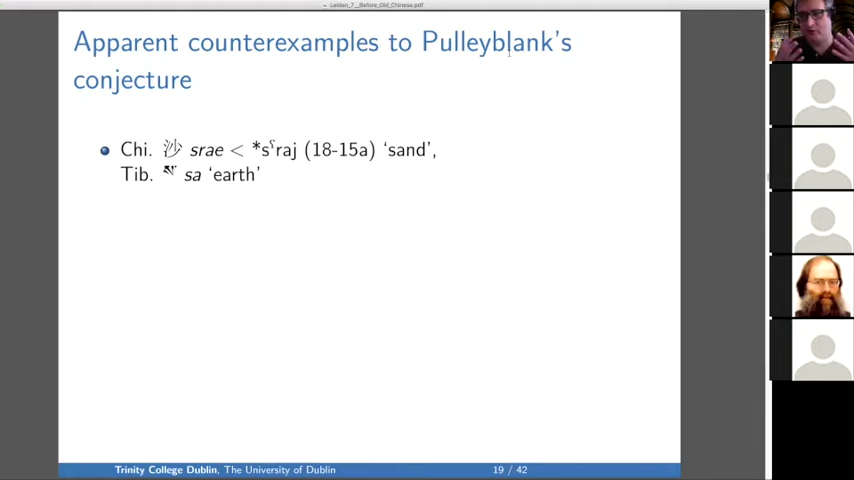 Leiden_7__Before_Old_Chinese.pdf
Apparent counterexamples to Pulleyblank's
conjecture
Chi. 沙 srae < *sˤraj (18-15a) ‘sand’,
Tib. ས་ sa ‘earth’
Trinity College Dublin, The University of Dublin
19 / 42